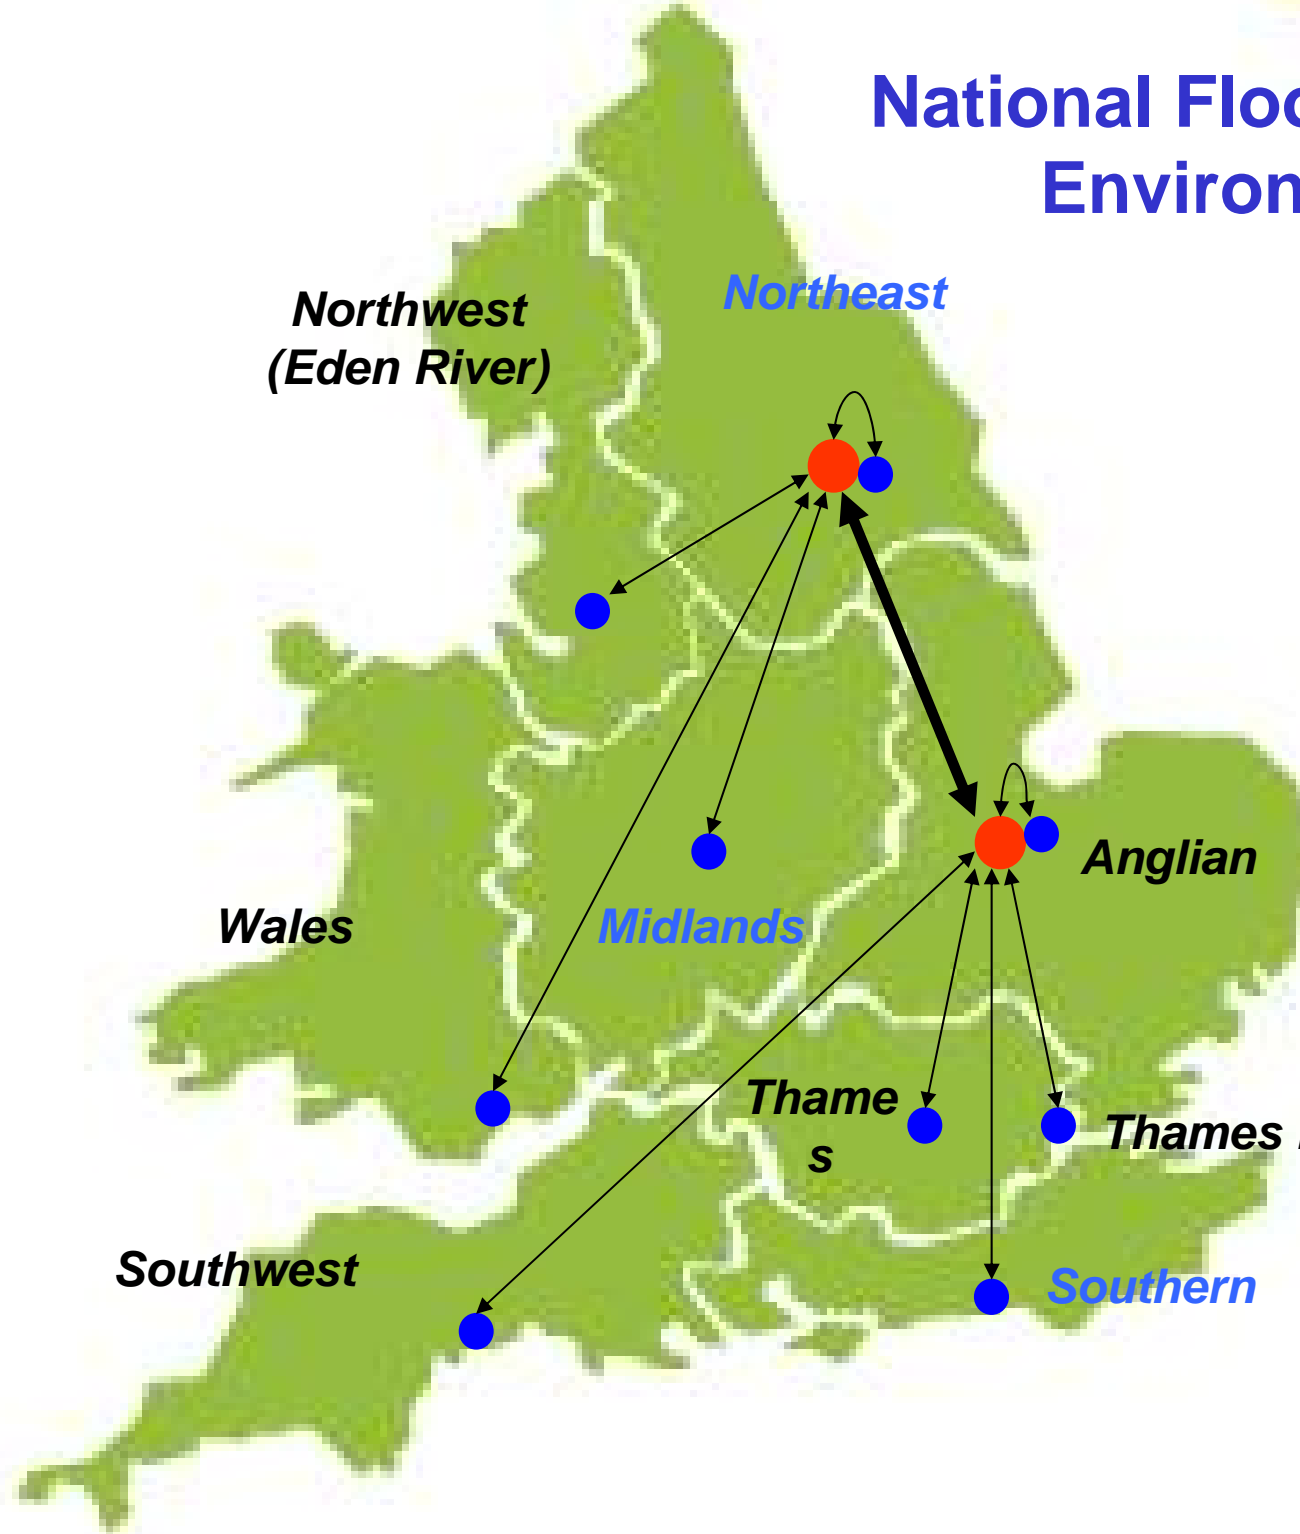 National Floo
Environ
Northeast
Northwest
(Eden River)
Anglian
Wales
Midlands
Thame
s
Thames
Southwest
Southern